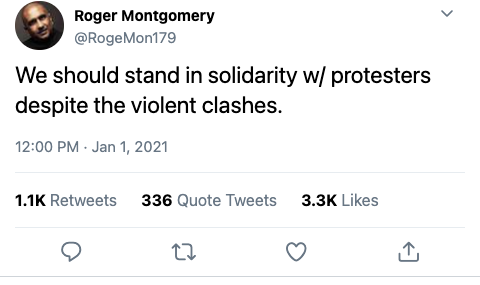 Roger Montgomery
@RogeMon179
We should stand in solidarity w/ protesters
despite the violent clashes.
12:00 PM · Jan 1, 2021
1.1K Retweets 336 Quote Tweets 3.3K Likes